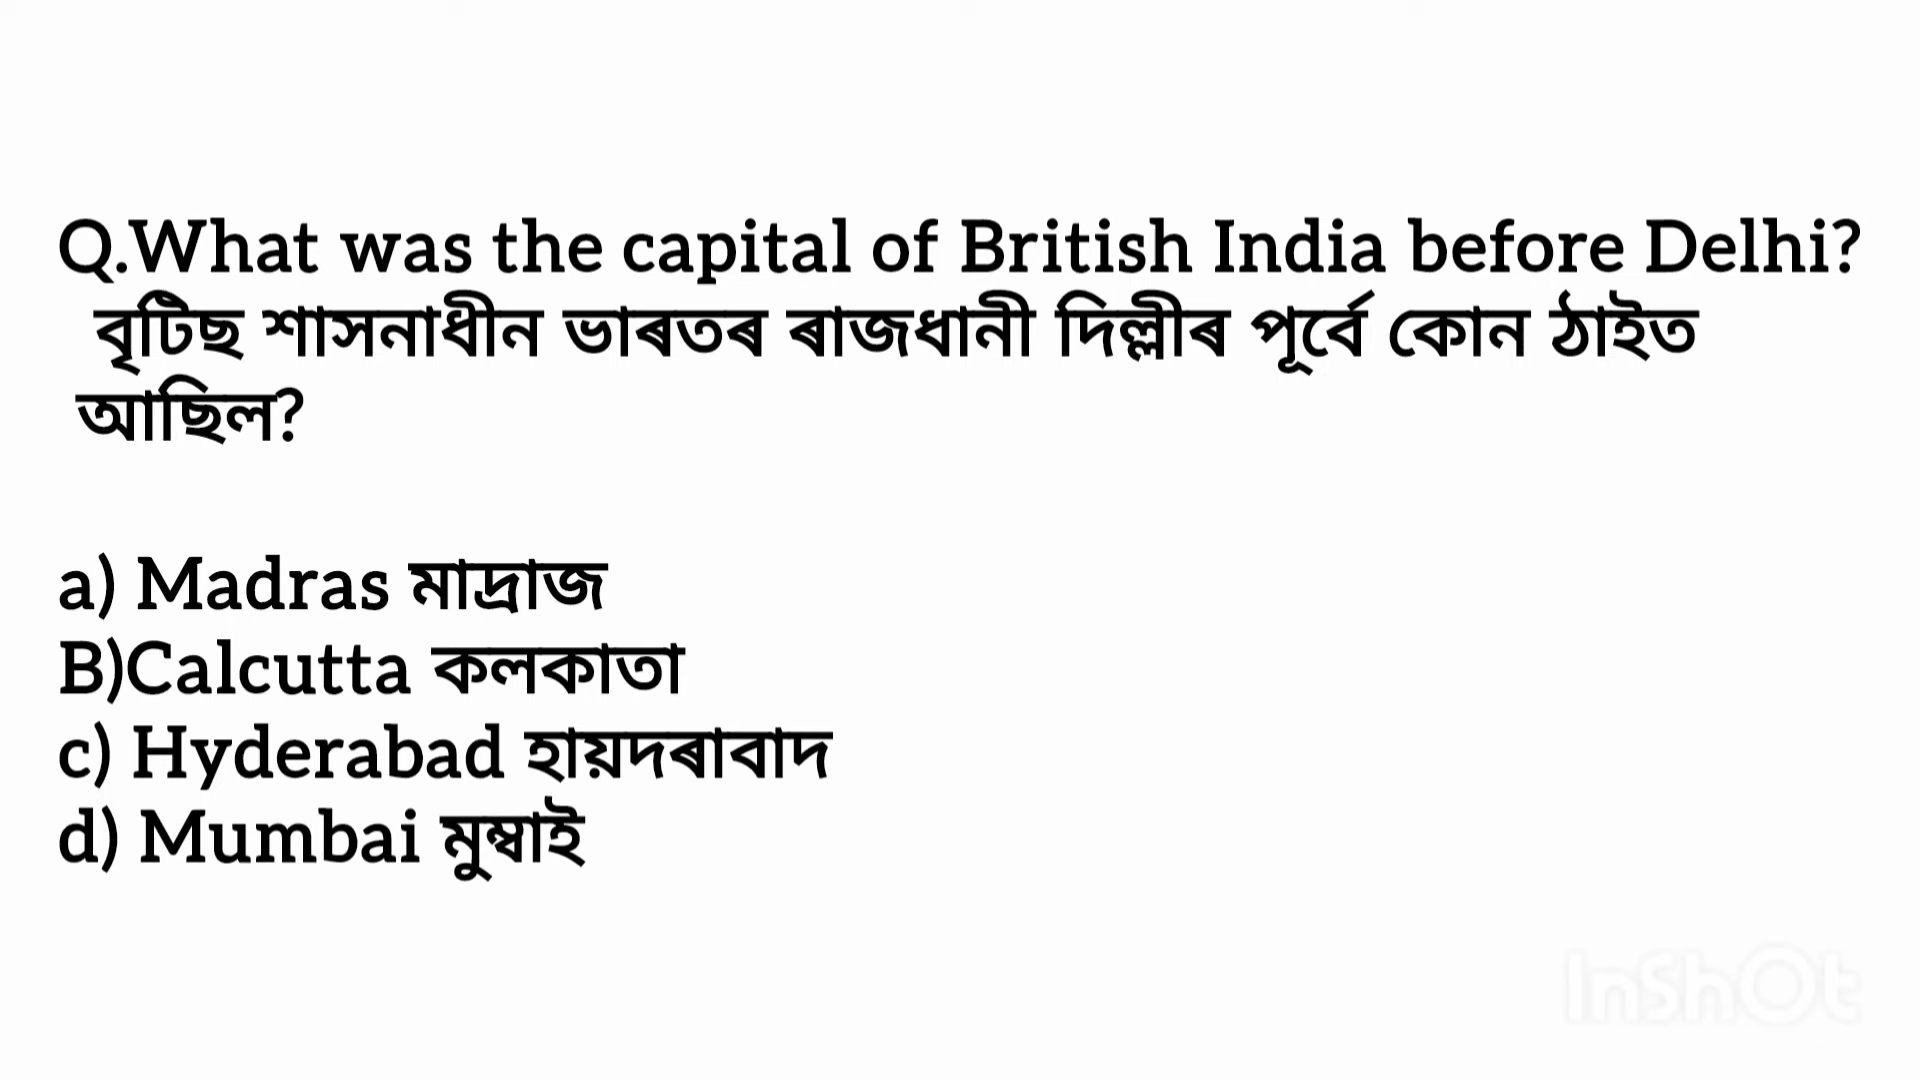 Q.What was the capital of British India before Delhi?
বৃটিছ শাসনাধীন ভাৰতৰ ৰাজধানী দিল্লীৰ পূৰ্বে কোন ঠাইত
আছিল?
a) Madras মাদ্ৰাজ
B)Calcutta কলকাতা
c) Hyderabad হায়দৰাবাদ
d) Mumbai মুম্বাই
InShOt